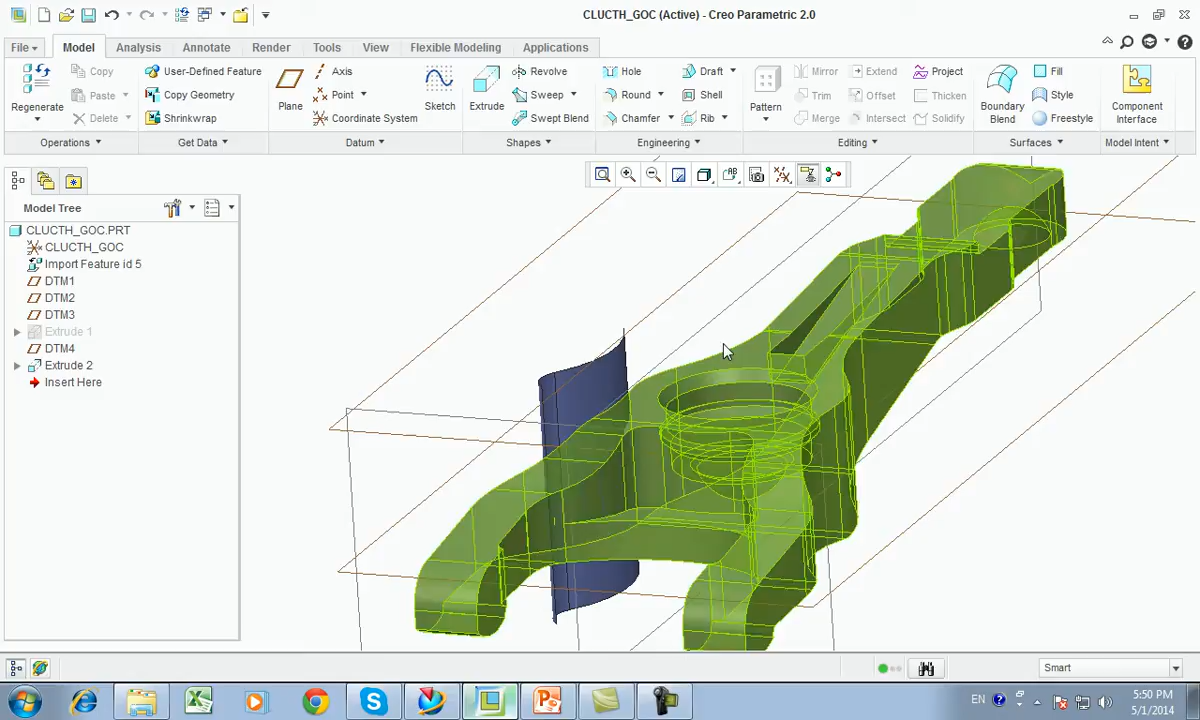 CLUCTH_GOC (Active) - Creo Parametric 2.0
File Model Analysis Annotate Render Tools View Flexible Modeling Applications
Regenerate
Copy
Paste
Delete
User-Defined Feature
Copy Geometry
Shrinkwrap
Plane
Axis
Point
Coordinate System
Sketch
Extrude
Revolve
Sweep
Swept Blend
Hole
Round
Chamfer
Draft
Shell
Rib
Pattern
Mirror
Trim
Merge
Extend
Offset
Intersect
Project
Thicken
Solidify
Boundary
Blend
Fill
Style
Freestyle
Component
Interface
Operations Get Data Datum Shapes Engineering Editing Surfaces Model Intent
Model Tree
CLUCTH_GOC.PRT
CLUCTH_GOC
Import Feature id 5
DTM1
DTM2
DTM3
Extrude 1
DTM4
Extrude 2
Insert Here
Smart
EN
5:50 PM
5/1/2014